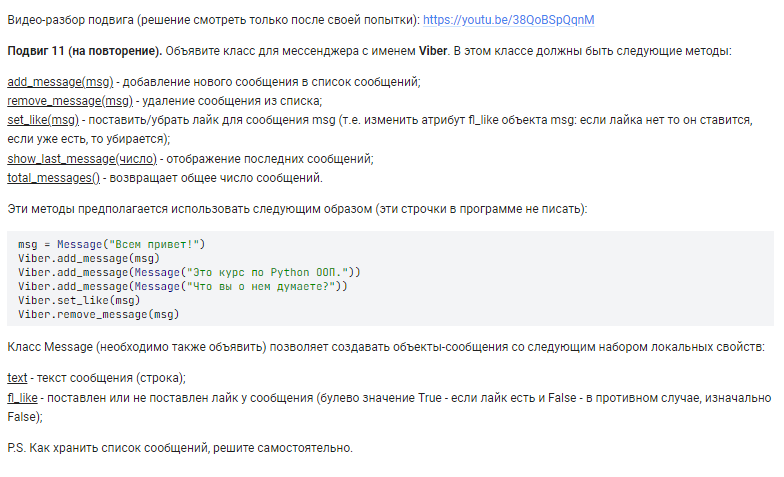 Видео-разбор подвига (решение смотреть только после своей попытки): https://youtu.be/38QoBSpQqnM
Подвиг 11 (на повторение). Объявите класс для мессенджера с именем Viber. В этом классе должны быть следующие методы:
add_message(msg) - добавление нового сообщения в список сообщений;
remove_message(msg) - удаление сообщения из списка;
set_like(msg) - поставить/убрать лайк для сообщения msg (т.е. изменить атрибут fl_like объекта msg: если лайка нет то он ставится,
если уже есть, то убирается);
show_last_message(число) - отображение последних сообщений;
total_messages() - возвращает общее число сообщений.
Эти методы предполагается использовать следующим образом (эти строчки в программе не писать):
msg = Message("Всем привет!")
Viber.add_message(msg)
Viber.add_message(Message("Это курс по Python ООП."))
Viber.add_message(Message("Что вы о нем думаете?"))
Viber.set_like(msg)
Viber.remove_message(msg)
Класс Message (необходимо также объявить) позволяет создавать объекты-сообщения со следующим набором локальных свойств:
text - текст сообщения (строка);
fl_like - поставлен или не поставлен лайк у сообщения (булево значение True - если лайк есть и False - в противном случае, изначально
False);
P.S. Как хранить список сообщений, решите самостоятельно.